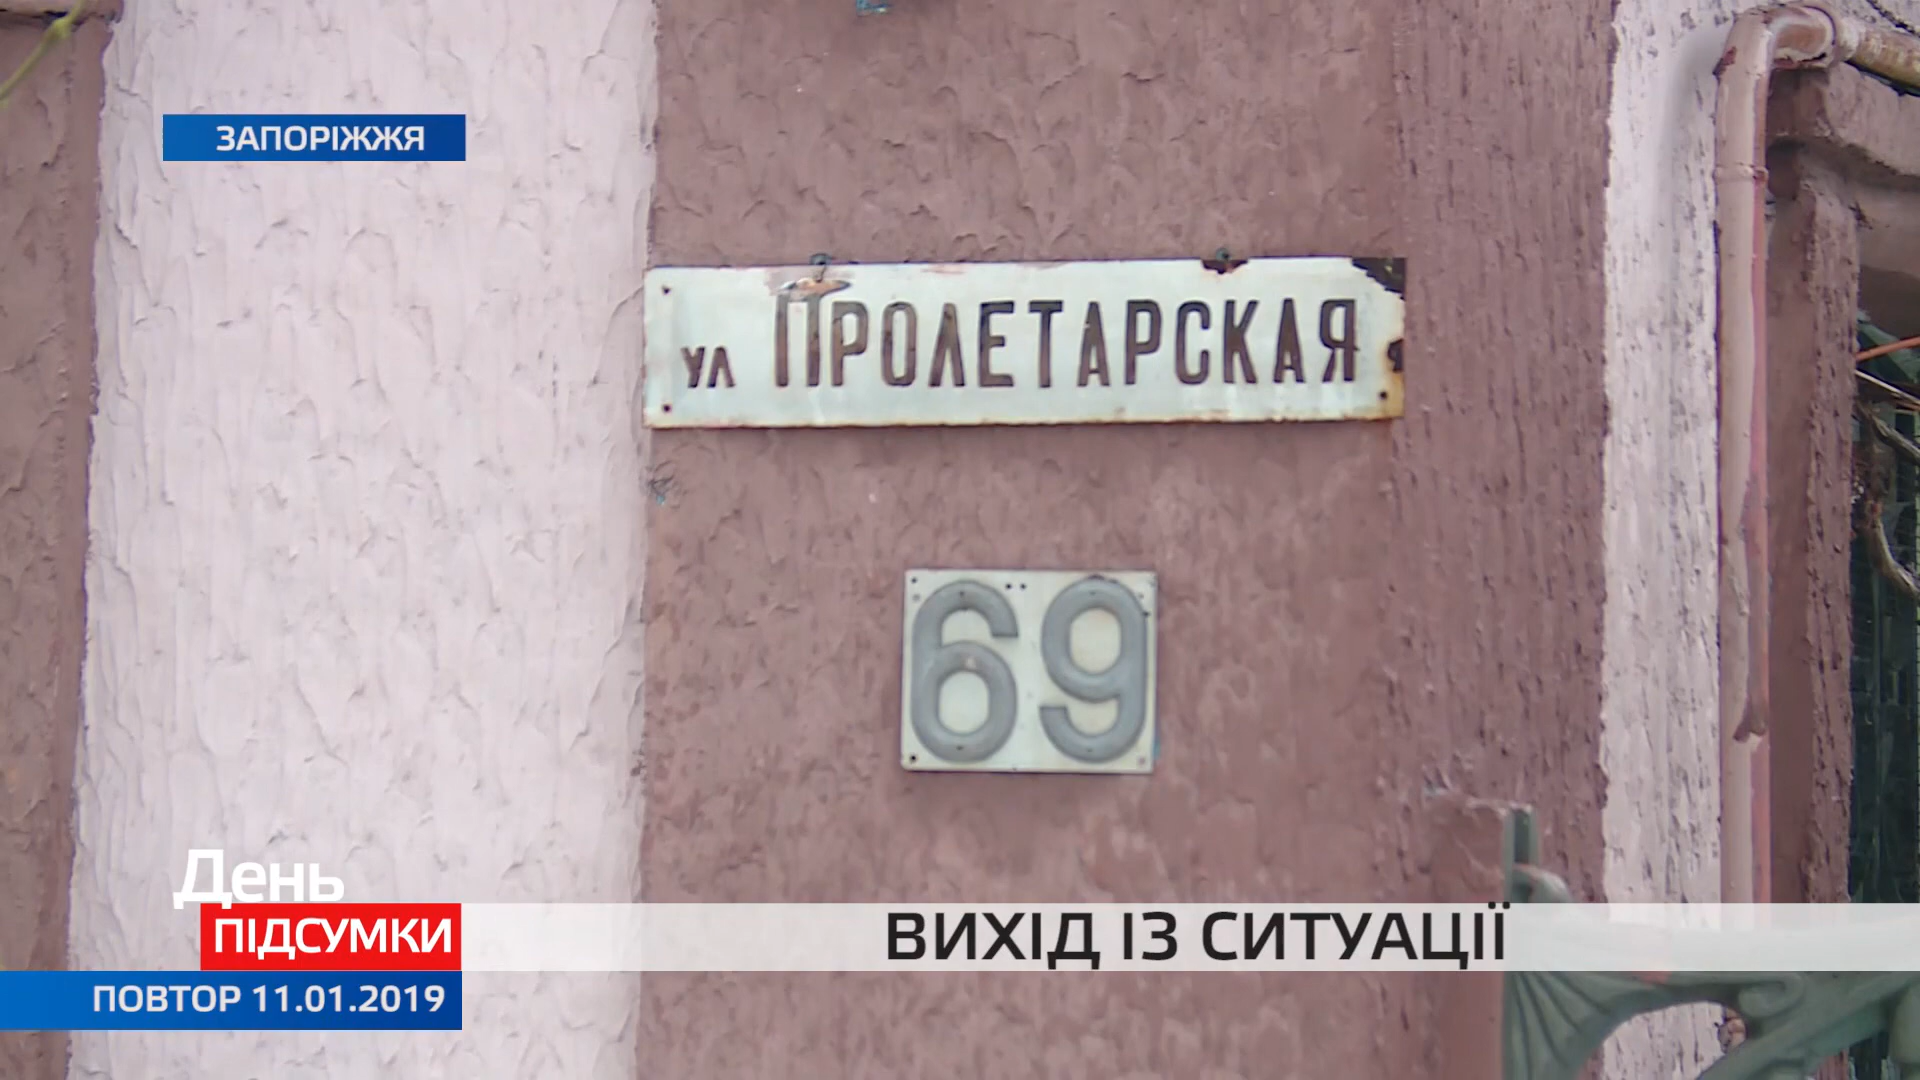 ЗАПОРІЖЖЯ
ул ПРОЛЕТАРСКАЯ
69
День
ПІДСУМКИ
ВИХІД ІЗ СИТУАЦІЇ
ПОВТОР 11.01.2019